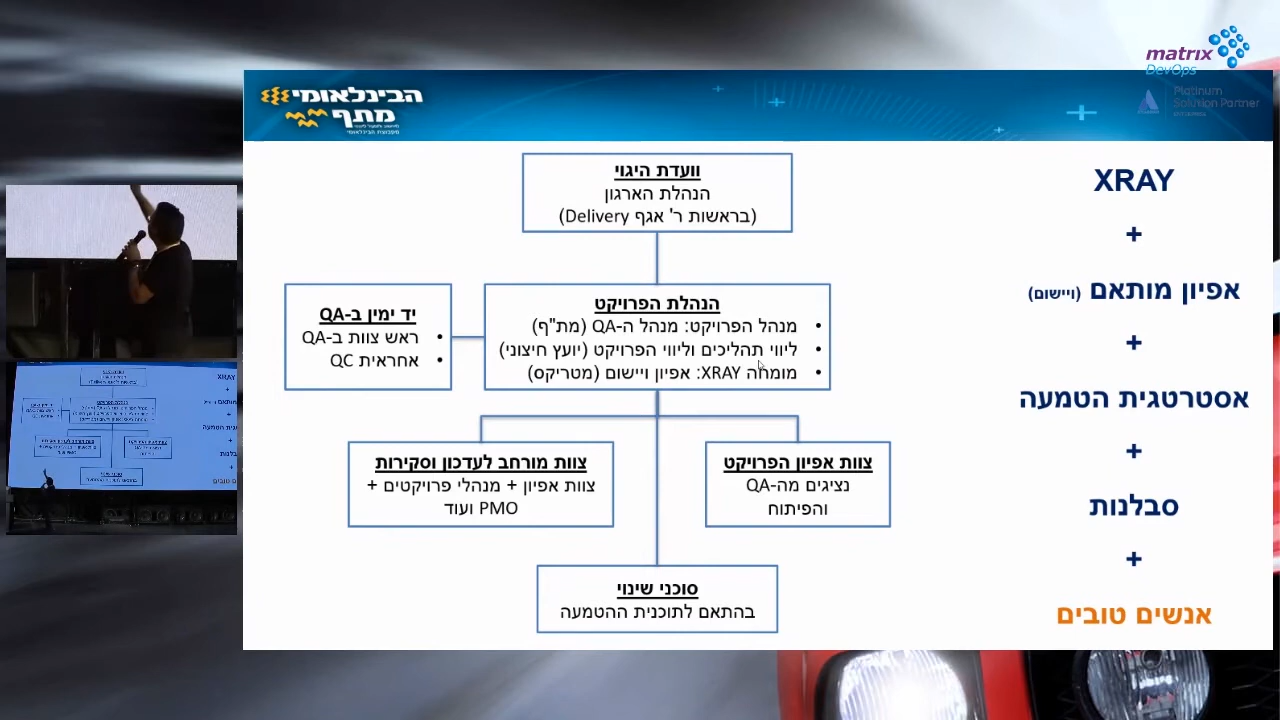 matrix
DevOps
Platinum
Solution Partner
ENTERPRISE
הבינלאומי
מתף
וועדת היגוי
הנהלת הארגון
(בראשות ר' אגף Delivery)
הנהלת הפרויקט
• מנהל הפרויקט: מנהל ה-QA (מת"ף)
• ליווי תהליכים וליווי הפרויקט (יועץ חיצוני)
• מומחה XRAY: אפיון ויישום (מטריקס)
יד ימין ב-QA
• ראש צוות ב-QA
• אחראית QC
צוות אפיון הפרויקט
נציגים מה-QA
והפיתוח
צוות מורחב לעדכון וסקירות
צוות אפיון + מנהלי פרויקטים +
PMO ועוד
סוכני שינוי
בהתאם לתוכנית ההטמעה
XRAY
+
אפיון מותאם (ויישום)
+
אסטרטגית הטמעה
+
סבלנות
+
אנשים טובים